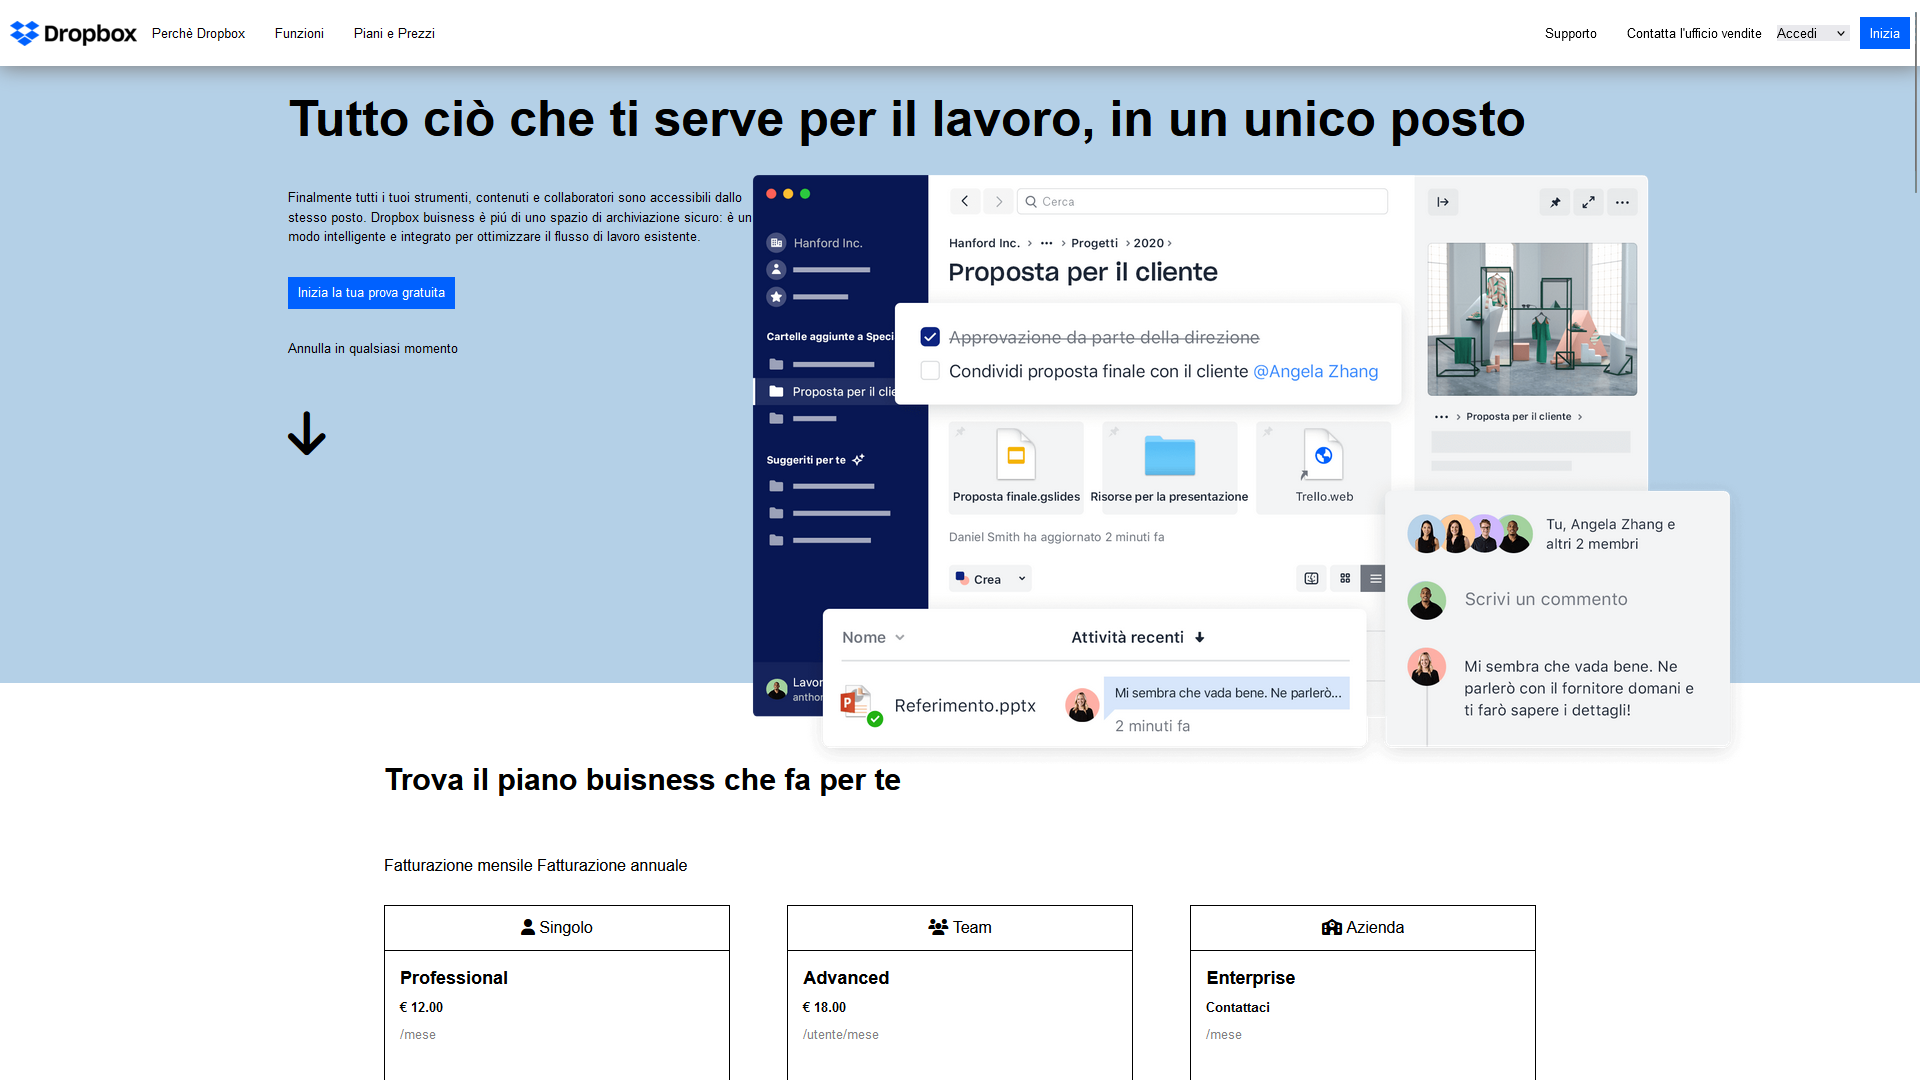 Dropbox
Perchè Dropbox
Funzioni
Piani e Prezzi
Supporto
Contatta l'ufficio vendite
Accedi
Inizia
Tutto ciò che ti serve per il lavoro, in un unico posto
Finalmente tutti i tuoi strumenti, contenuti e collaboratori sono accessibili dallo
stesso posto. Dropbox buisness è piú di uno spazio di archiviazione sicuro: è un
modo intelligente e integrato per ottimizzare il flusso di lavoro esistente.
Inizia la tua prova gratuita
Annulla in qualsiasi momento
Hanford Inc.
Cartelle aggiunte a Speci
Proposta per il clie
Suggeriti per te
Lavor
anthon
Cerca
Hanford Inc. › ••• › Progetti › 2020 ›
Proposta per il cliente
Approvazione da parte della direzione
Condividi proposta finale con il cliente @Angela Zhang
Proposta finale.gslides
Risorse per la presentazione
Trello.web
Daniel Smith ha aggiornato 2 minuti fa
Crea
Nome
Attività recenti
Referimento.pptx
Mi sembra che vada bene. Ne parlerò...
2 minuti fa
••• › Proposta per il cliente ›
Tu, Angela Zhang e
altri 2 membri
Scrivi un commento
Mi sembra che vada bene. Ne
parlerò con il fornitore domani e
ti farò sapere i dettagli!
Trova il piano buisness che fa per te
Fatturazione mensile Fatturazione annuale
Singolo
Professional
€ 12.00
/mese
Team
Advanced
€ 18.00
/utente/mese
Azienda
Enterprise
Contattaci
/mese